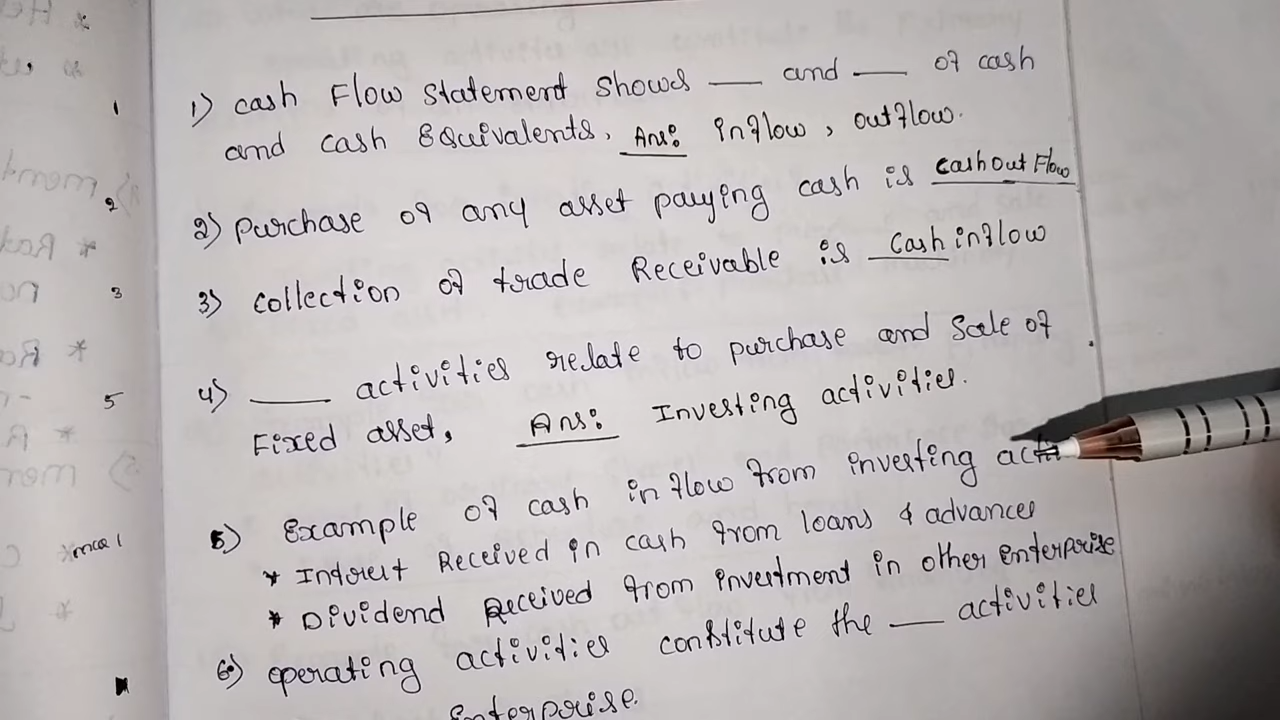 1) cash Flow Statement Shows ___ and ___ of cash
and cash Equivalents. Ans: inflow, outflow.
2) purchase of any asset paying cash is cash out Flow
3) collection of trade Receivable is cash inflow
4) ___ activities relate to purchase and Sale of
Fixed asset, Ans: Investing activities.
5) Example of cash inflow from investing
* Interest Received in cash from loans & advances
* Dividend Received from investment in other enterprise
6) operating activities constitute the ___ activities
Enterprise.
1
2
3
5